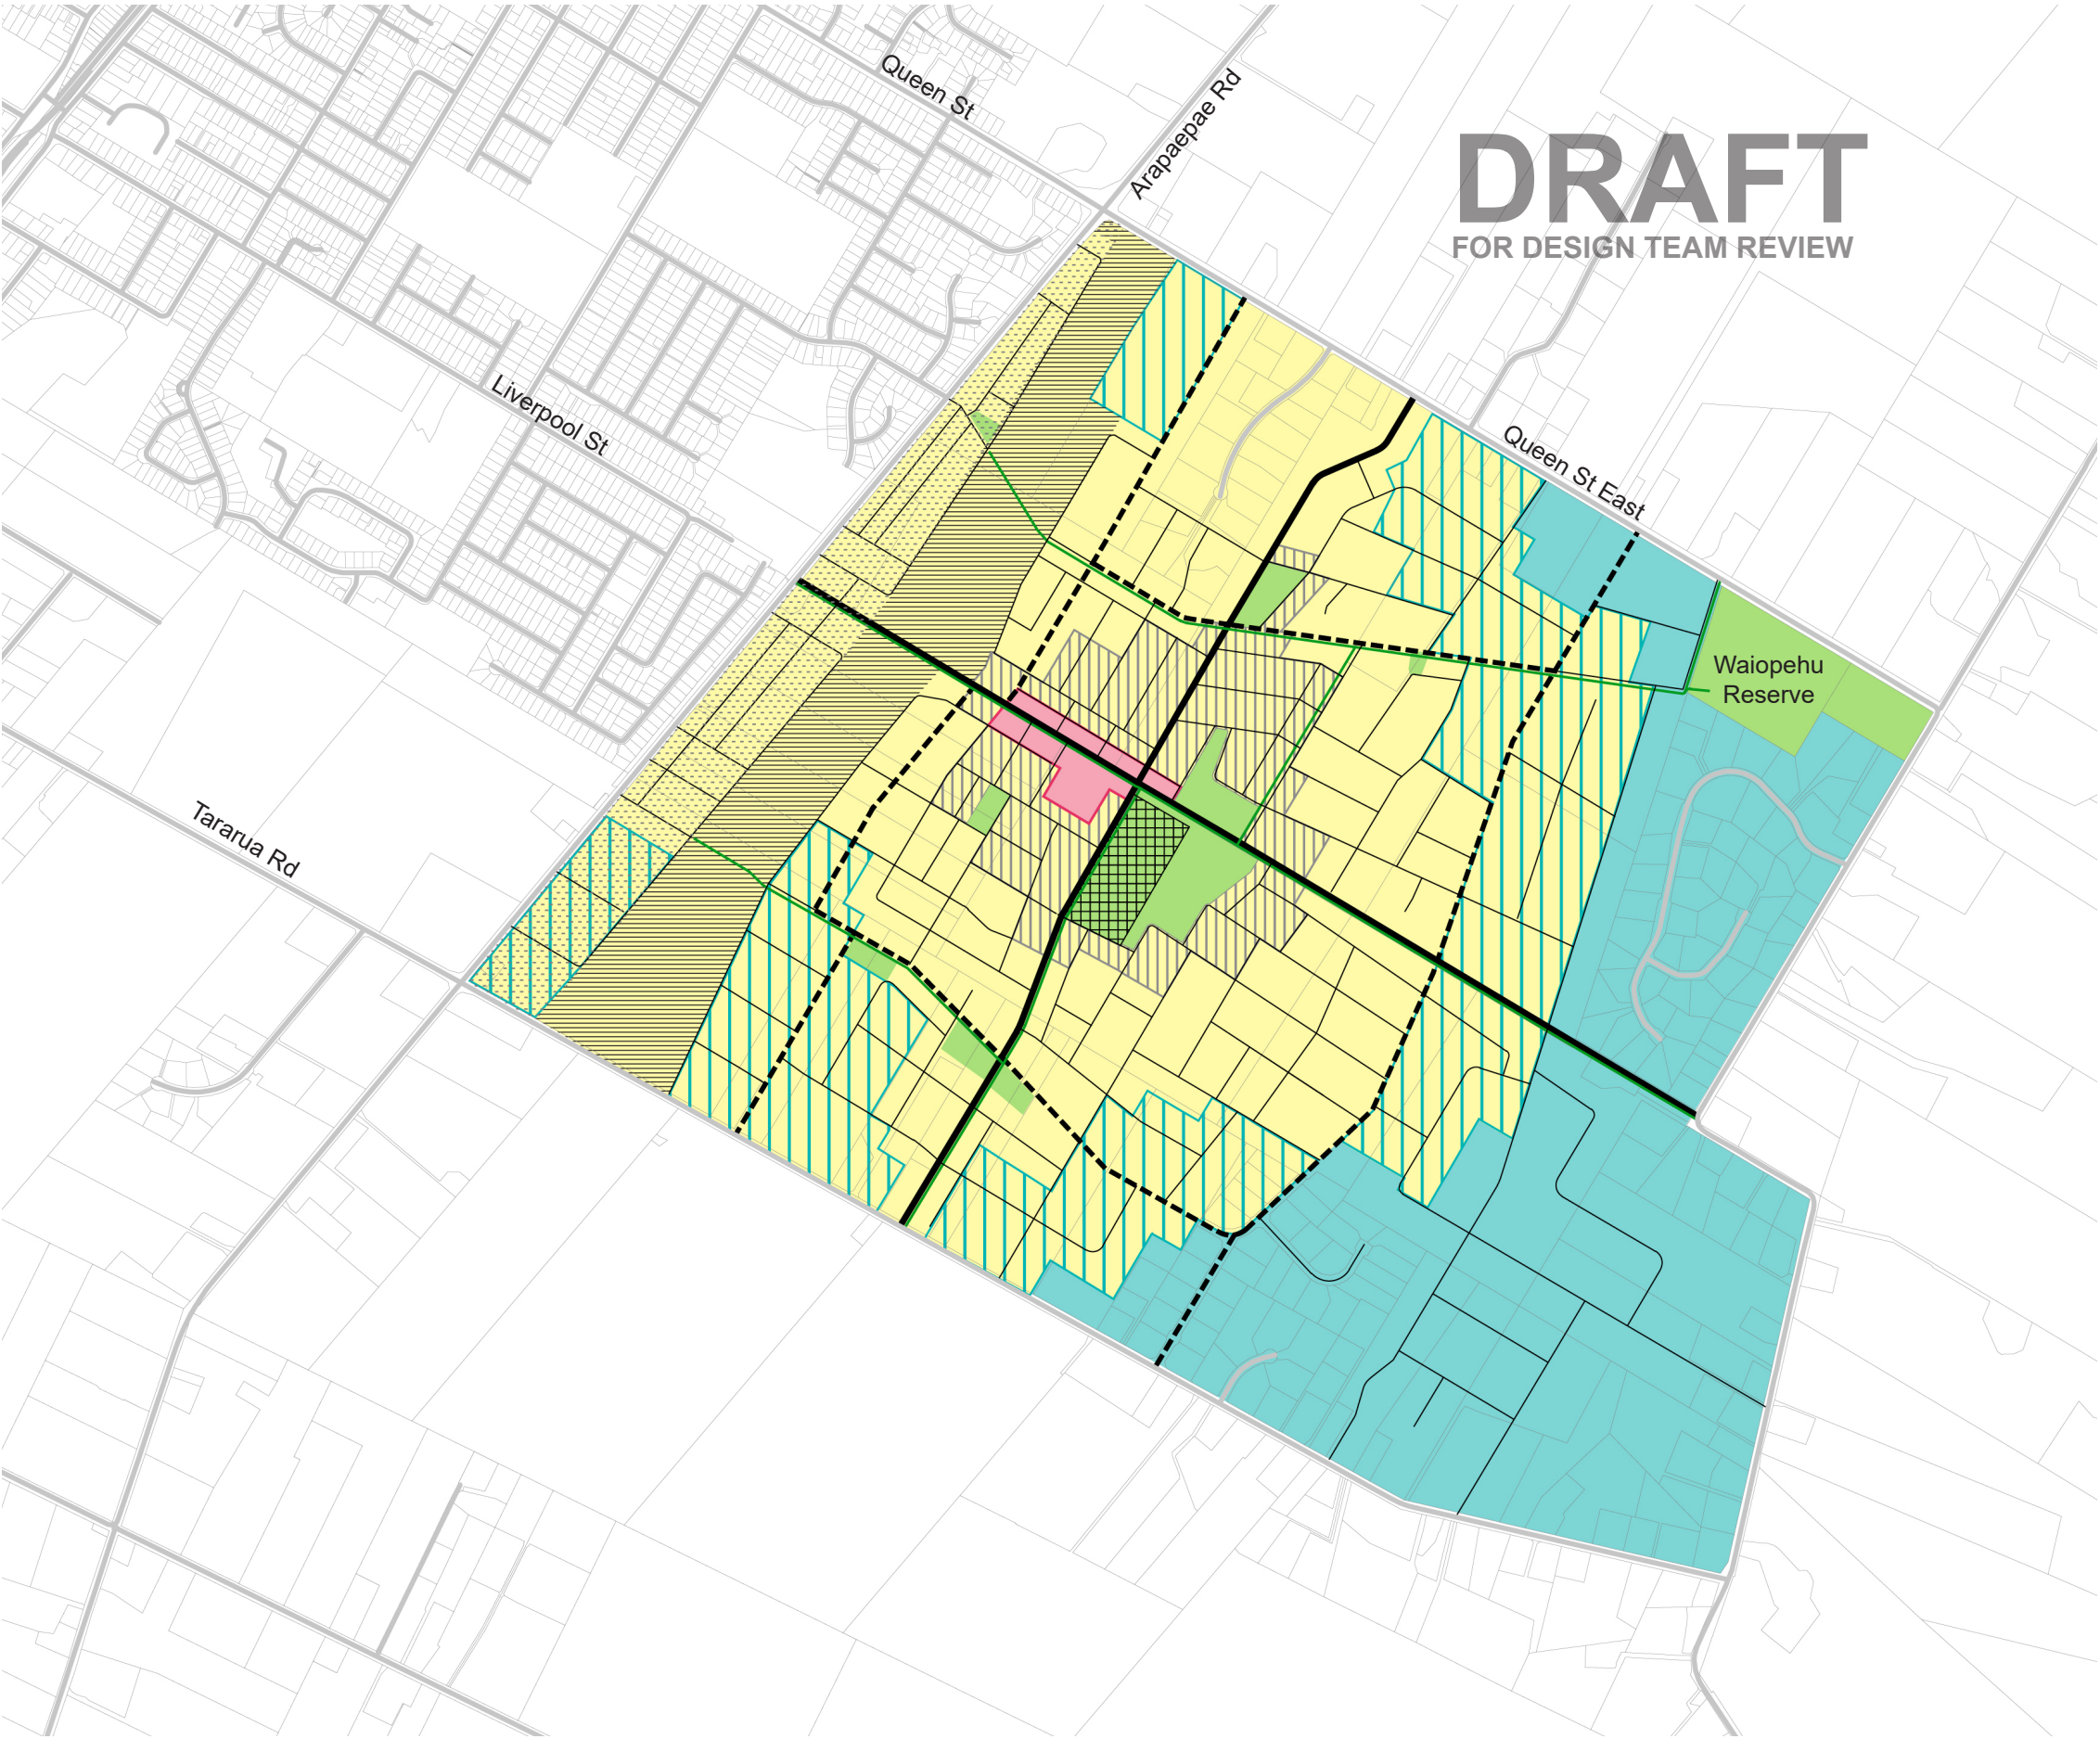 Queen St
Arapaepae Rd
DRAFT
FOR DESIGN TEAM REVIEW
Liverpool St
Queen St East
Waiopehu
Reserve
Tararua Rd